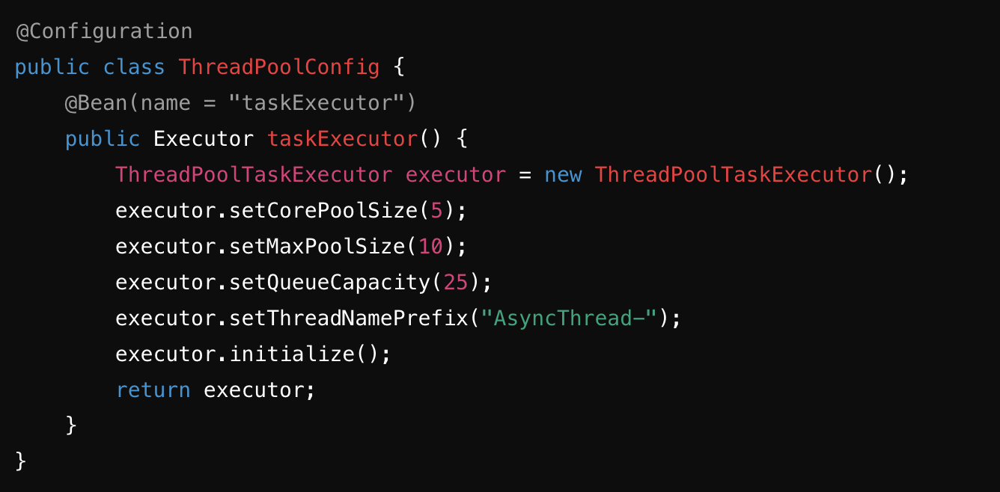 @Configuration
public class ThreadPoolConfig {
    @Bean(name = "taskExecutor")
    public Executor taskExecutor() {
        ThreadPoolTaskExecutor executor = new ThreadPoolTaskExecutor();
        executor.setCorePoolSize(5);
        executor.setMaxPoolSize(10);
        executor.setQueueCapacity(25);
        executor.setThreadNamePrefix("AsyncThread-");
        executor.initialize();
        return executor;
    }
}